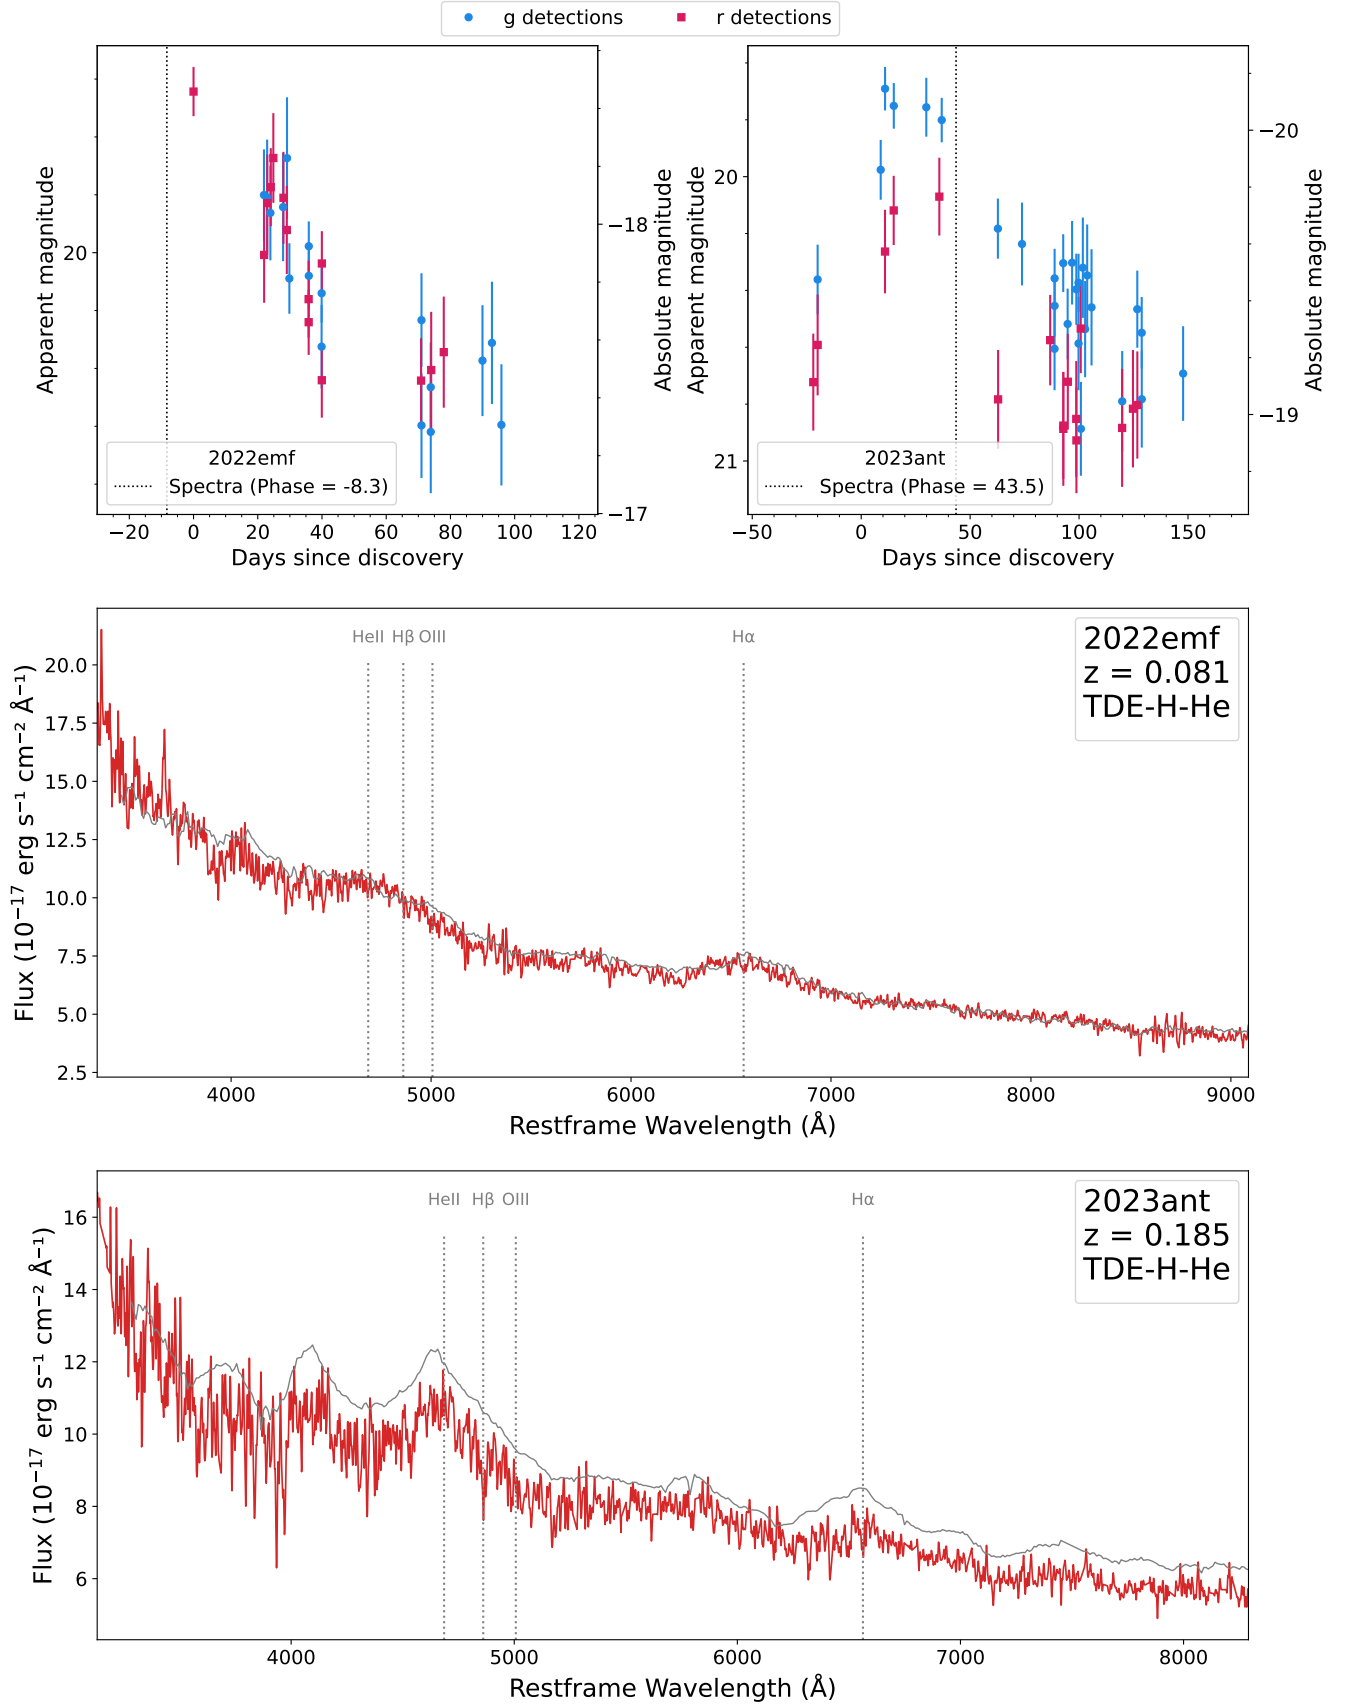 g detections r detections
Apparent magnitude
20
2022emf
Spectra (Phase = -8.3)
−18
−17
Absolute magnitude
−20 0 20 40 60 80 100 120
Days since discovery
Apparent magnitude
20
21
2023ant
Spectra (Phase = 43.5)
−20
−19
Absolute magnitude
−50 0 50 100 150
Days since discovery
Flux (10⁻¹⁷ erg s⁻¹ cm⁻² Å⁻¹)
20.0
17.5
15.0
12.5
10.0
7.5
5.0
2.5
HeII Hβ OIII Hα
2022emf
z = 0.081
TDE-H-He
4000 5000 6000 7000 8000 9000
Restframe Wavelength (Å)
Flux (10⁻¹⁷ erg s⁻¹ cm⁻² Å⁻¹)
16
14
12
10
8
6
HeII Hβ OIII Hα
2023ant
z = 0.185
TDE-H-He
4000 5000 6000 7000 8000
Restframe Wavelength (Å)